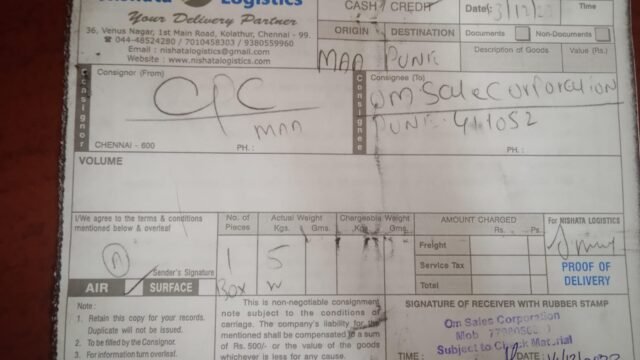 Nishata Logistics
Your Delivery Partner
36, Venus Nagar, 1st Main Road, Kolathur, Chennai - 99.
☎ 044-48524280 / 7010458303 / 9380559960
Email : nishatalogistics@gmail.com
Website : www.nishatalogistics.com
CASH / CREDIT
Date :
Time
ORIGIN
DESTINATION
MAA
PUNE
Documents
Non-Documents
Description of Goods
Value (Rs.)
Consignor
Consignor (From)
CPC
MAA
CHENNAI - 600
PH. :
Consignee
Consignee (To)
Om Sales Corporation
PUNE - 411052
PH. :
VOLUME
I/We agree to the terms & conditions
mentioned below & overleaf
Sender's Signature
AIR
SURFACE
No. of
Pieces
1
Box
Actual Weight
Kgs.
Gms.
5
Chargeable Weight
Kgs.
Gms.
AMOUNT CHARGED
Rs.
Ps.
Freight
Service Tax
Total
For NISHATA LOGISTICS
PROOF OF
DELIVERY
Note :
1. Retain this copy for your records.
Duplicate will not be issued.
2. To be filled by the Consignor
3. For information turn overleaf.
This is non-negotiable consignment
note subject to the conditions of
carriage. The company's liability for the
mentioned shall be compensated to a sum
of Rs. 500/- or the value of the goods
whichever is less for any cause.
SIGNATURE OF RECEIVER WITH RUBBER STAMP
Om Sales Corporation
Mob
Subject to Check Material
TIME :
DATE